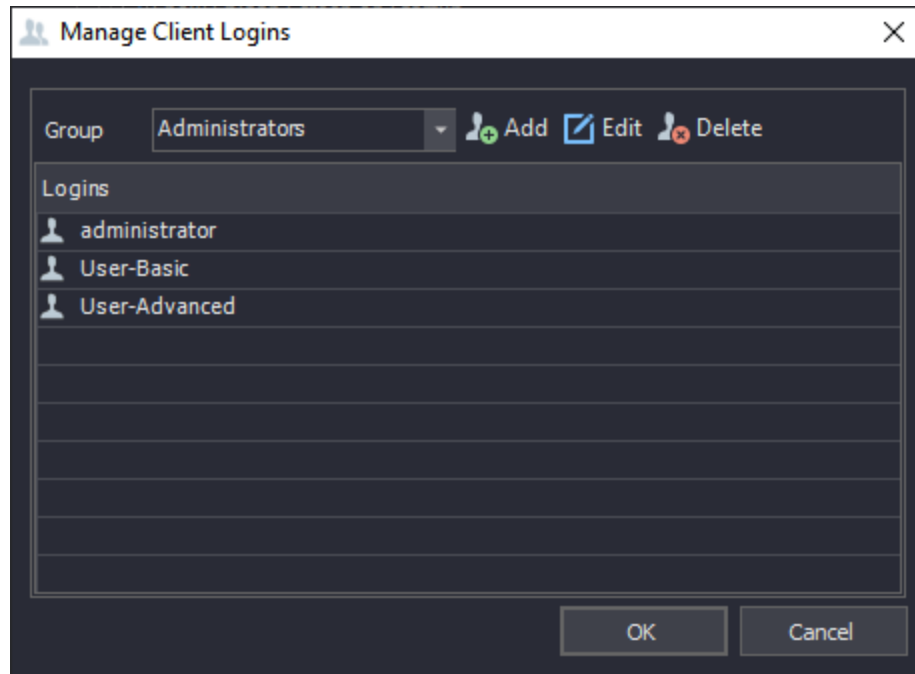 Manage Client Logins
Group Administrators Add Edit Delete
Logins
administrator
User-Basic
User-Advanced
OK Cancel